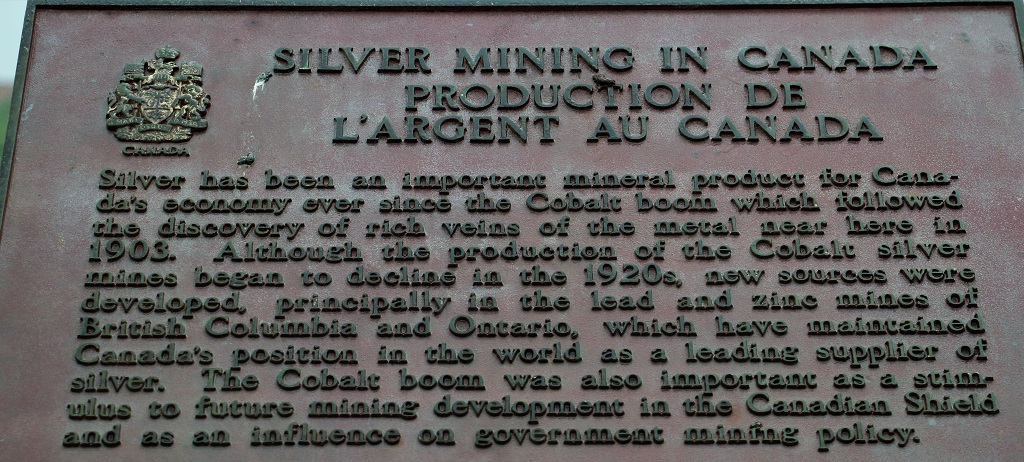 SILVER MINING IN CANADA
PRODUCTION DE
L'ARGENT AU CANADA
CANADA
Silver has been an important mineral product for Cana-
da's economy ever since the Cobalt boom which followed
the discovery of rich veins of the metal near here in
1903. Although the production of the Cobalt silver
mines began to decline in the 1920s, new sources were
developed, principally in the lead and zinc mines of
British Columbia and Ontario, which have maintained
Canada's position in the world as a leading supplier of
silver. The Cobalt boom was also important as a stim-
ulus to future mining development in the Canadian Shield
and as an influence on government mining policy.